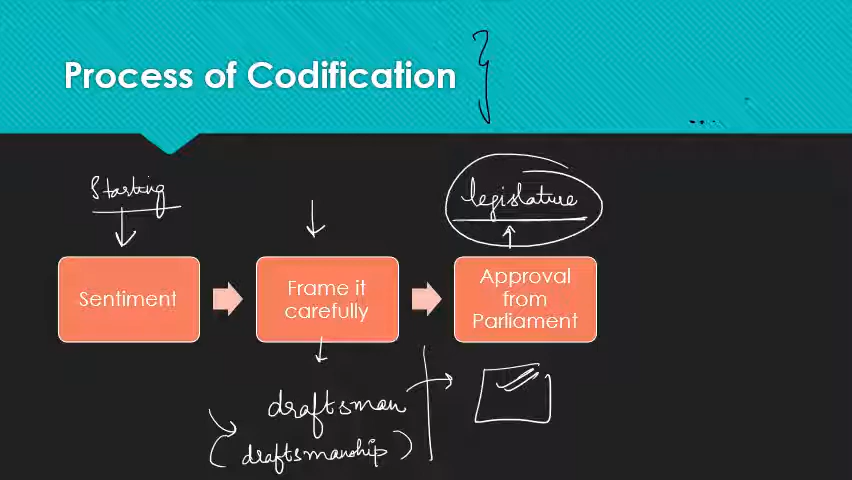 Process of Codification
Starting
legislature
Sentiment
Frame it
carefully
Approval
from
Parliament
draftsman
(draftsmanship)